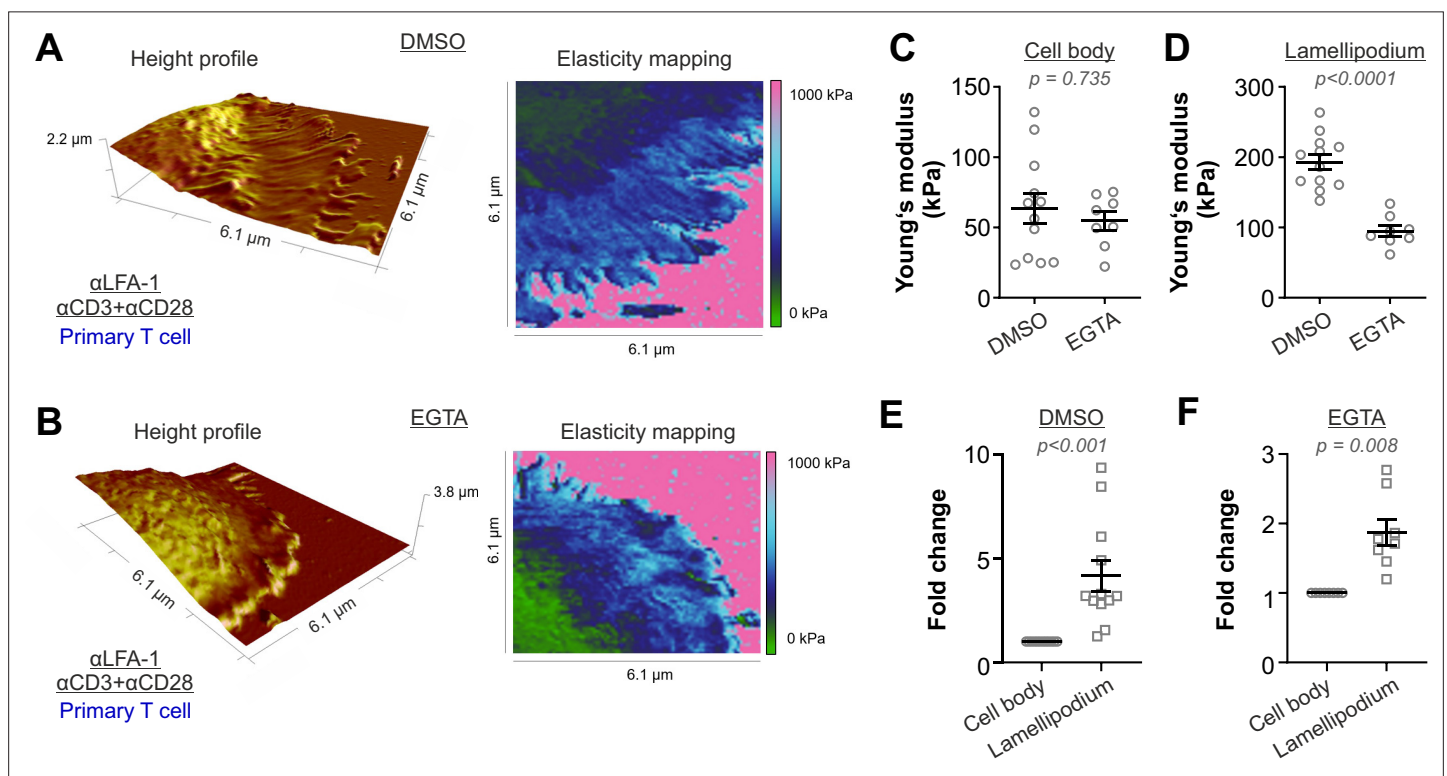 A
DMSO
Height profile
Elasticity mapping
2.2 µm
6.1 µm
6.1 µm
αLFA-1
αCD3+αCD28
Primary T cell
6.1 µm
6.1 µm
1000 kPa
0 kPa
B
EGTA
Height profile
Elasticity mapping
3.8 µm
6.1 µm
6.1 µm
αLFA-1
αCD3+αCD28
Primary T cell
6.1 µm
6.1 µm
1000 kPa
0 kPa
C
Cell body
p = 0.735
Young‘s modulus
(kPa)
150
100
50
0
DMSO
EGTA
D
Lamellipodium
p<0.0001
Young‘s modulus
(kPa)
300
200
100
0
DMSO
EGTA
E
DMSO
p<0.001
Fold change
10
5
0
Cell body
Lamellipodium
F
EGTA
p = 0.008
Fold change
3
2
1
0
Cell body
Lamellipodium